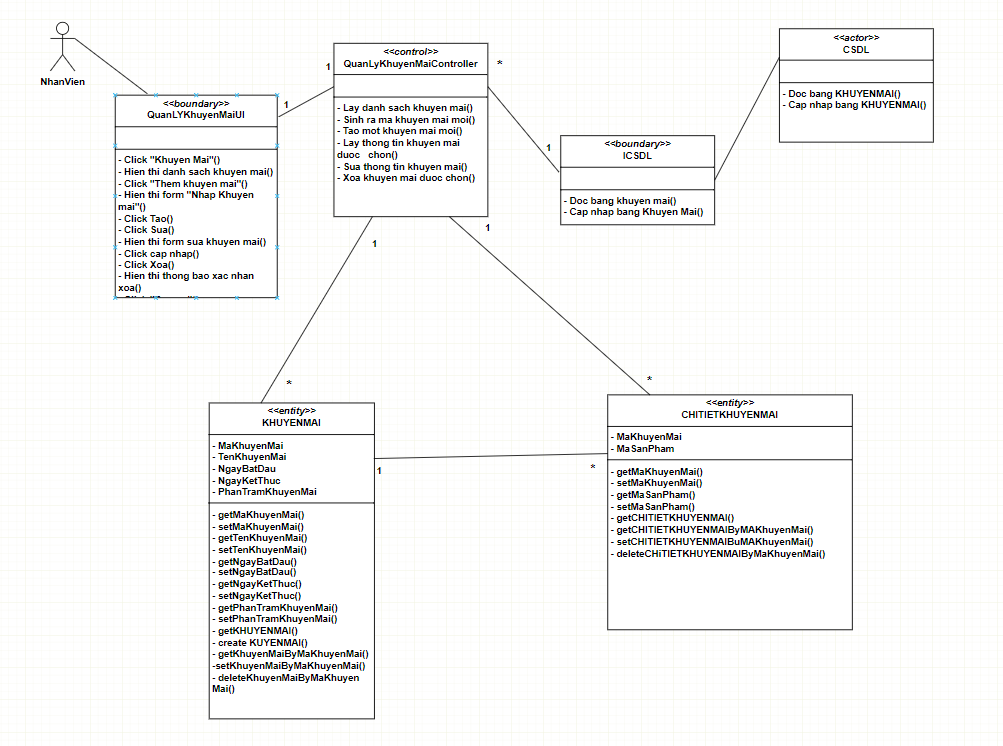 NhanVien
<<boundary>>
QuanLYKhuyenMaiUI
- Click "Khuyen Mai"()
- Hien thi danh sach khuyen mai()
- Click "Them khuyen mai"()
- Hien thi form "Nhap Khuyen
mai"()
- Click Tao()
- Click Sua()
- Hien thi form sua khuyen mai()
- Click cap nhap()
- Click Xoa()
- Hien thi thong bao xac nhan
xoa()
1
1
<<control>>
QuanLyKhuyenMaiController
- Lay danh sach khuyen mai()
- Sinh ra ma khuyen mai moi()
- Tao mot khuyen mai moi()
- Lay thong tin khuyen mai
duoc chon()
- Sua thong tin khuyen mai()
- Xoa khuyen mai duoc chon()
*
1
<<boundary>>
ICSDL
- Doc bang khuyen mai()
- Cap nhap bang Khuyen Mai()
<<actor>>
CSDL
- Doc bang KHUYENMAI()
- Cap nhap bang KHUYENMAI()
1
1
*
*
<<entity>>
KHUYENMAI
- MaKhuyenMai
- TenKhuyenMai
- NgayBatDau
- NgayKetThuc
- PhanTramKhuyenMai
- getMaKhuyenMai()
- setMaKhuyenMai()
- getTenKhuyenMai()
- setTenKhuyenMai()
- getNgayBatDau()
- setNgayBatDau()
- getNgayKetThuc()
- setNgayKetThuc()
- getPhanTramKhuyenMai()
- setPhanTramKhuyenMai()
- getKHUYENMAI()
- create KUYENMAI()
- getKhuyenMaiByMaKhuyenMai()
-setKhuyenMaiByMaKhuyenMai()
- deleteKhuyenMaiByMaKhuyen
Mai()
1
*
<<entity>>
CHITIETKHUYENMAI
- MaKhuyenMai
- MaSanPham
- getMaKhuyenMai()
- setMaKhuyenMai()
- getMaSanPham()
- setMaSanPham()
- getCHITIETKHUYENMAI()
- getCHITIETKHUYENMAIByMAKhuyenMai()
- setCHITIETKHUYENMAIBuMAKhuyenMai()
- deleteCHiTIETKHUYENMAIByMaKhuyenMai()